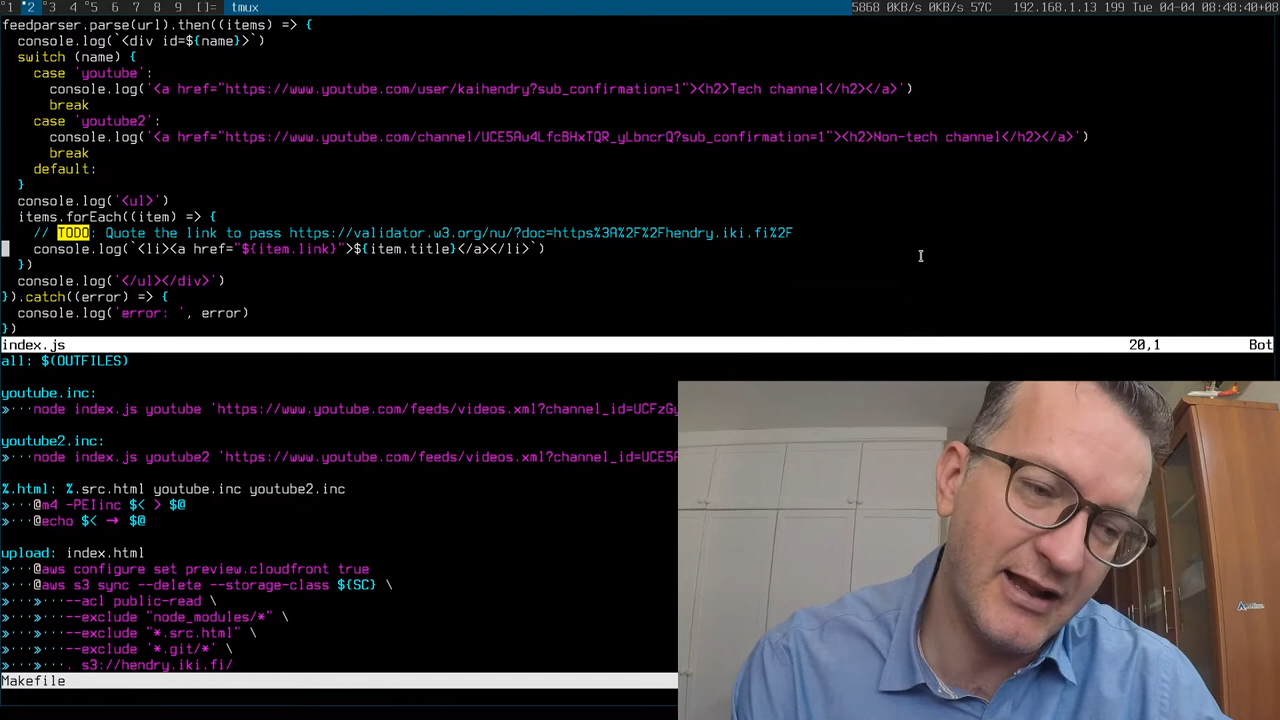 1 2 3 4 5 6 7 8 9 []= tmux 5868 0KB/s 0KB/s 57C 192.168.1.13 199 Tue 04-04 08:48:40+08
feedparser.parse(url).then((items) => {
console.log(`<div id=${name}>`)
switch (name) {
case 'youtube':
console.log('<a href="https://www.youtube.com/user/kaihendry?sub_confirmation=1"><h2>Tech channel</h2></a>')
break
case 'youtube2':
console.log('<a href="https://www.youtube.com/channel/UCE5Au4LfcBHxTQR_yLbncrQ?sub_confirmation=1"><h2>Non-tech channel</h2></a>')
break
default:
}
console.log('<ul>')
items.forEach((item) => {
// TODO: Quote the link to pass https://validator.w3.org/nu/?doc=https%3A%2F%2Fhendry.iki.fi%2F
console.log(`<li><a href="${item.link}">${item.title}</a></li>`)
})
console.log('</ul></div>')
}).catch((error) => {
console.log('error: ', error)
})
index.js 20,1 Bot
all: $(OUTFILES)
youtube.inc:
»···node index.js youtube 'https://www.youtube.com/feeds/videos.xml?channel_id=UCFzGy
youtube2.inc:
»···node index.js youtube2 'https://www.youtube.com/feeds/videos.xml?channel_id=UCE5A
%.html: %.src.html youtube.inc youtube2.inc
»···@m4 -PEIinc $< > $@
»···@echo $< → $@
upload: index.html
»···@aws configure set preview.cloudfront true
»···@aws s3 sync --delete --storage-class ${SC} \
»···»···--acl public-read \
»···»···--exclude "node_modules/*" \
»···»···--exclude "*.src.html" \
»···»···--exclude '*.git/*' \
»···»···. s3://hendry.iki.fi/
Makefile